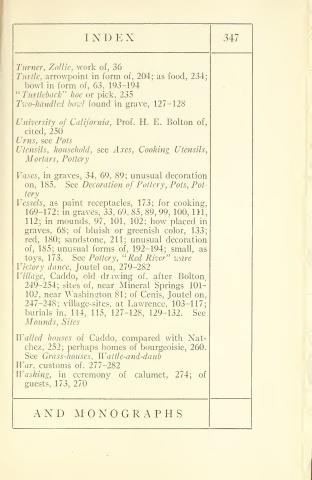 INDEX
347
Turner, Zollie, work of, 36
Turtle, arrowpoint in form of, 204; as food, 234;
bowl in form of, 63, 193–194
"Turtleback" hoe or pick, 235
Two-handled bowl found in grave, 127–128
University of California, Prof. H. E. Bolton of,
cited, 250
Urns, see Pots
Utensils, household, see Axes, Cooking Utensils,
Mortars, Pottery
Vases, in graves, 34, 69, 89; unusual decoration
on, 185. See Decoration of Pottery, Pots, Pot-
tery
Vessels, as paint receptacles, 173; for cooking,
169–172; in graves, 33, 69, 85, 89, 99, 100, 111,
112; in mounds, 97, 101, 102; how placed in
graves, 68; of bluish or greenish color, 133;
red, 180; sandstone, 211; unusual decoration
of, 185; unusual forms of, 192–194; small, as
toys, 173. See Pottery, "Red River" ware
Victory dance, Joutel on, 279–282
Village, Caddo, old drawing of, after Bolton,
249–254; sites of, near Mineral Springs 101–
102, near Washington 81; of Cenis, Joutel on,
247–248; village-sites, at Lawrence, 103–117;
burials in, 114, 115, 127–128, 129–132. See
Mounds, Sites
Walled houses of Caddo, compared with Nat-
chez, 252; perhaps homes of bourgeoisie, 260.
See Grass-houses, Wattle-and-daub
War, customs of, 277–282
Washing, in ceremony of calumet, 274; of
guests, 173, 270
AND MONOGRAPHS